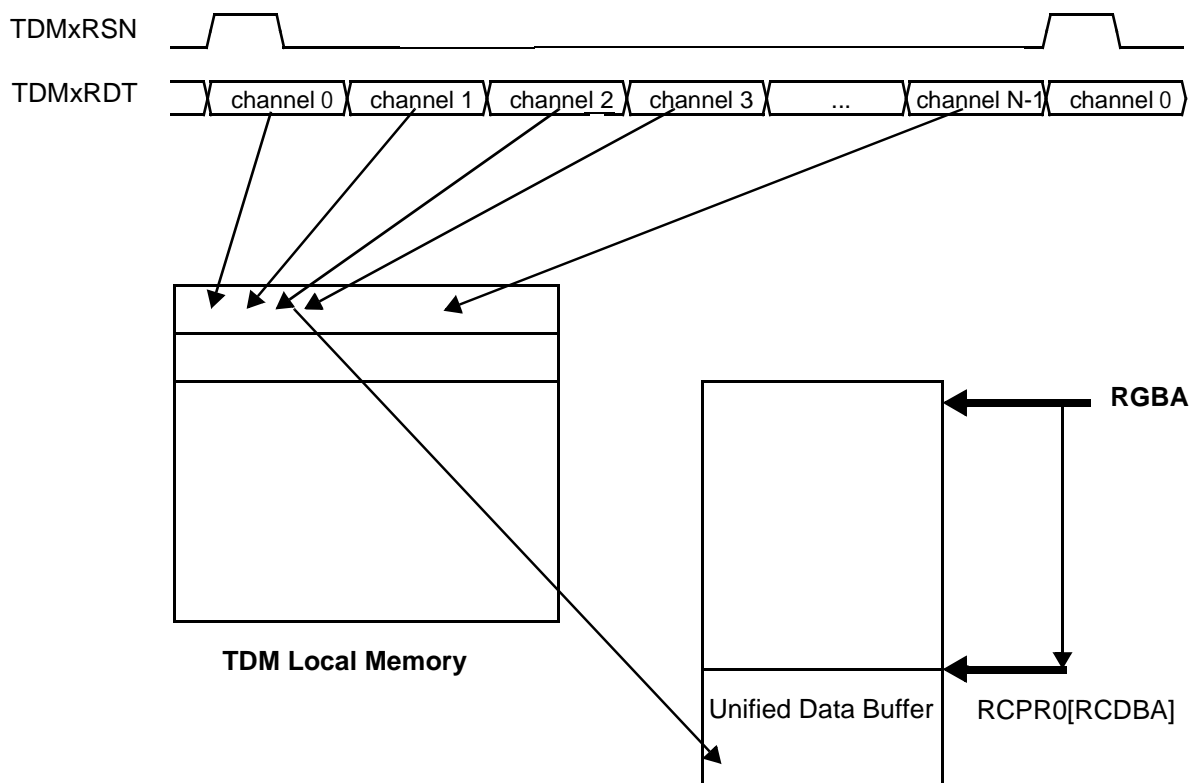 TDMxRSN
TDMxRDT
channel 0 channel 1 channel 2 channel 3 ... channel N-1 channel 0
RGBA
TDM Local Memory
Unified Data Buffer
RCPR0[RCDBA]